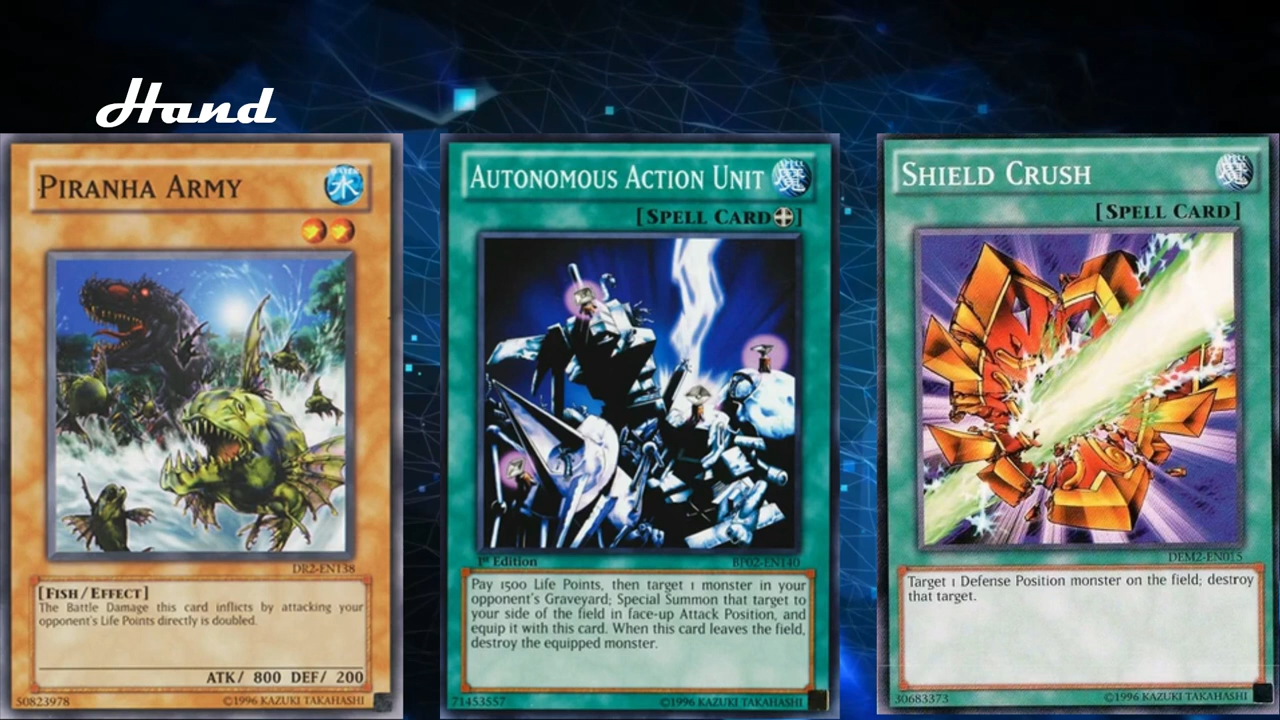 Hand
PIRANHA ARMY
WATER
水
DR2-EN138
[FISH/EFFECT]
The Battle Damage this card inflicts by attacking your
opponent's Life Points directly is doubled.
ATK/ 800 DEF/ 200
50823978
©1996 KAZUKI TAKAHASHI
AUTONOMOUS ACTION UNIT
SPELL
魔
[SPELL CARD]
1st Edition
BP02-EN140
Pay 1500 Life Points, then target 1 monster in your
opponent's Graveyard; Special Summon that target to
your side of the field in face-up Attack Position, and
equip it with this card. When this card leaves the field,
destroy the equipped monster.
71453557
©1996 KAZUKI TAKAHASHI
SHIELD CRUSH
SPELL
魔
[SPELL CARD]
DEM2-EN015
Target 1 Defense Position monster on the field; destroy
that target.
30683373
©1996 KAZUKI TAKAHASHI